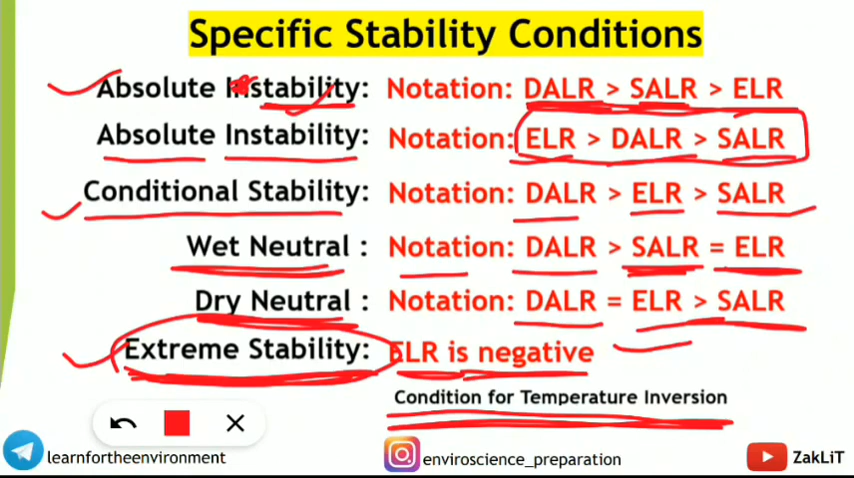 Specific Stability Conditions
Absolute Instability: Notation: DALR > SALR > ELR
Absolute Instability: Notation: ELR > DALR > SALR
Conditional Stability: Notation: DALR > ELR > SALR
Wet Neutral : Notation: DALR > SALR = ELR
Dry Neutral : Notation: DALR = ELR > SALR
Extreme Stability: ELR is negative
Condition for Temperature Inversion
learnfortheenvironment enviroscience_preparation ZakLiT